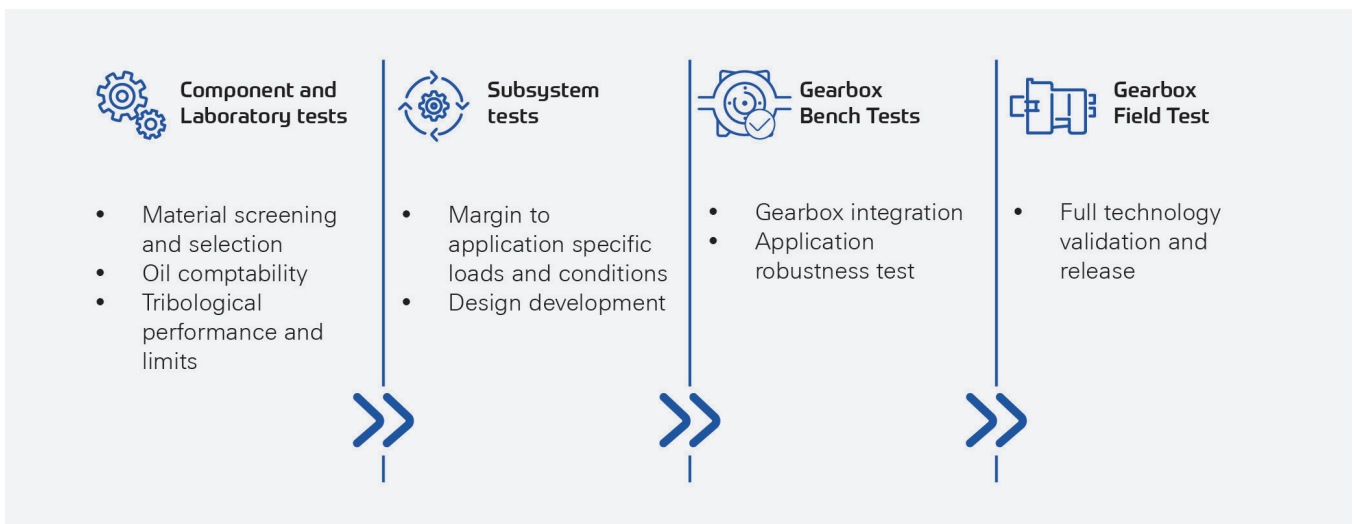 Component and
Laboratory tests
• Material screening
and selection
• Oil comptability
• Tribological
performance and
limits
Subsystem
tests
• Margin to
application specific
loads and conditions
• Design development
Gearbox
Bench Tests
• Gearbox integration
• Application
robustness test
Gearbox
Field Test
• Full technology
validation and
release